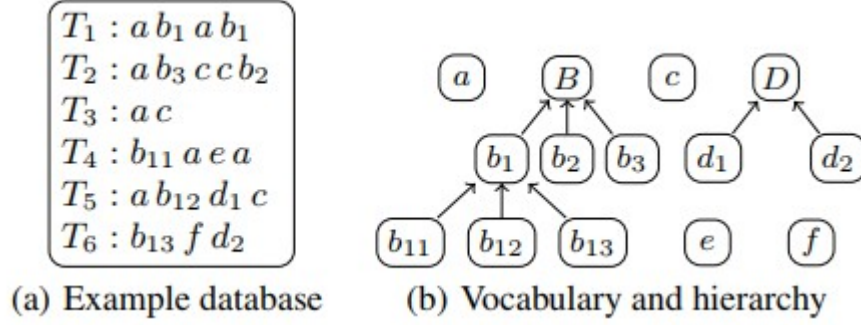 T₁ : a b₁ a b₁
T₂ : a b₃ c c b₂
T₃ : a c
T₄ : b₁₁ a e a
T₅ : a b₁₂ d₁ c
T₆ : b₁₃ f d₂
(a) Example database
a B c D
b₁ b₂ b₃ d₁ d₂
b₁₁ b₁₂ b₁₃ e f
(b) Vocabulary and hierarchy